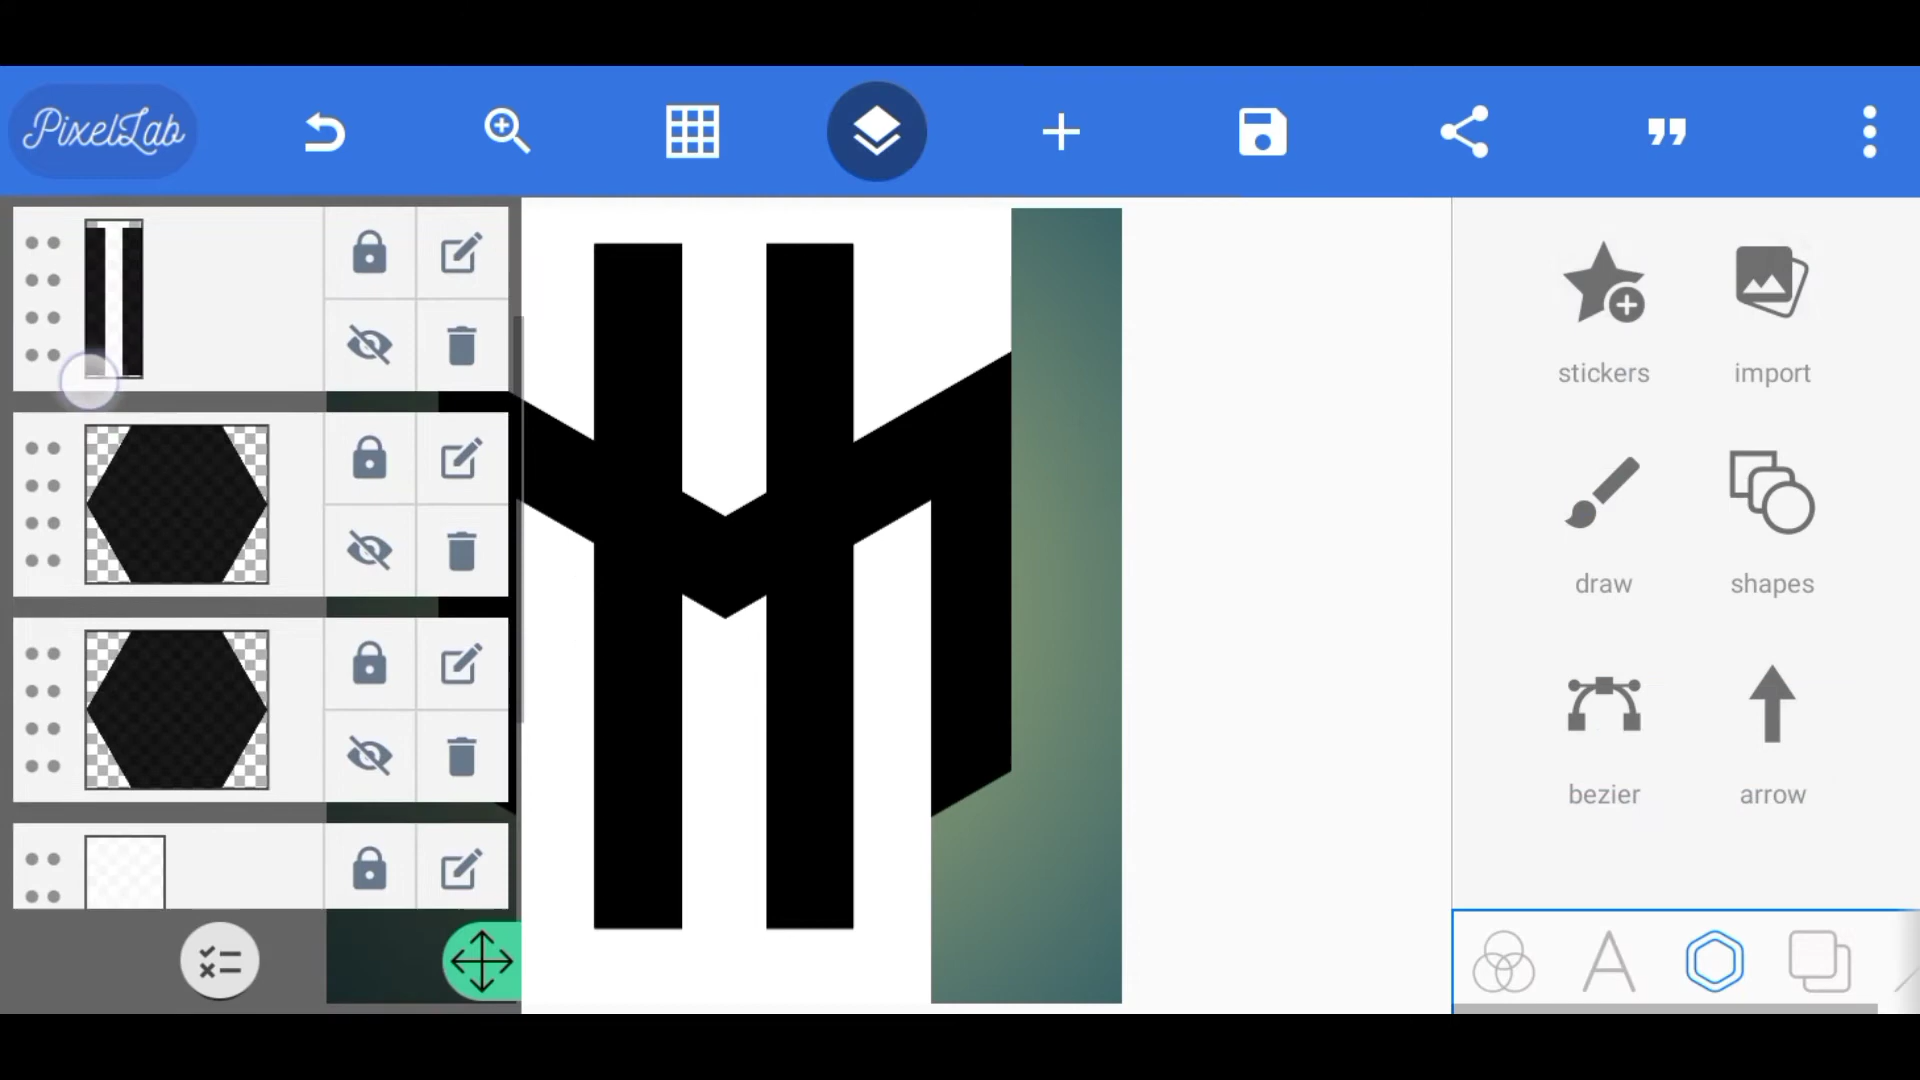 PixelLab
stickers
import
draw
shapes
bezier
arrow